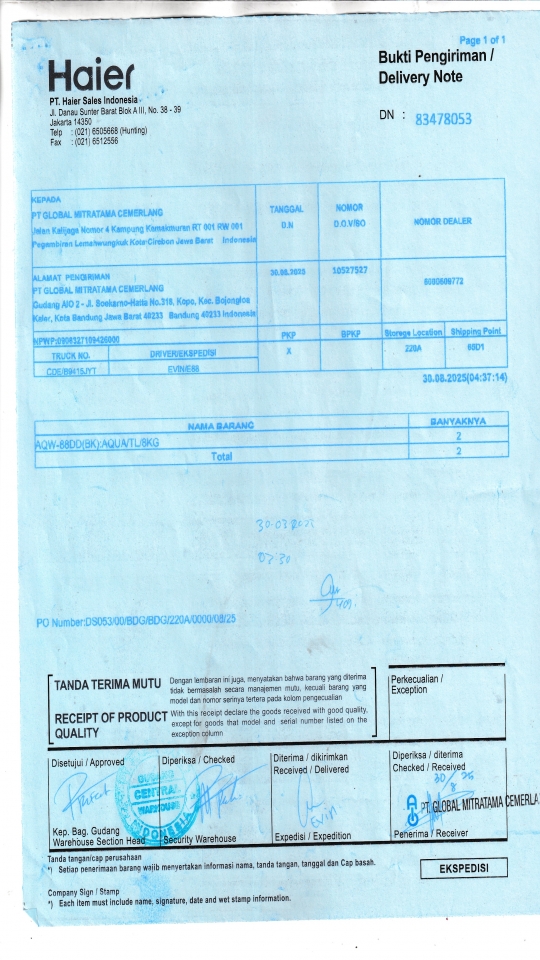 Page 1 of 1
Haier
Bukti Pengiriman /
Delivery Note
PT. Haier Sales Indonesia
Jl. Danau Sunter Barat Blok A III, No. 38 - 39
Jakarta 14350
Telp : (021) 6505668 (Hunting)
Fax : (021) 6512556
DN : 83478053
KEPADA
PT GLOBAL MITRATAMA CEMERLANG
Jalan Kalijaga Nomor 4 Kampung Kemakmuran RT 001 RW 001
Pegambiran Lemahwungkuk Kota-Cirebon Jawa Barat Indonesia
TANGGAL
D.N
NOMOR
D.O.V/BO
NOMOR DEALER
ALAMAT PENGIRIMAN
PT GLOBAL MITRATAMA CEMERLANG
Gudang AIO 2 - Jl. Soekarno-Hatta No.318, Kopo, Kec. Bojongloa
Kaler, Kota Bandung Jawa Barat 40233 Bandung 40233 Indonesia
30.08.2025
10527527
NPWP:
PKP
BPKP
Storage Location
Shipping Point
TRUCK NO.
DRIVER/EKSPEDISI
X
220A
CDE/B9415JYT
30.08.2025(04:37:14)
NAMA BARANG
BANYAKNYA
AQW-88DD(BK):AQUA/TL/8KG
2
Total
2
PO Number:DS053/00/BDG/BDG/220A/0000/08/25
TANDA TERIMA MUTU
Dengan lembaran ini juga, menyatakan bahwa barang yang diterima
tidak bermasalah secara manajemen mutu, kecuali barang yang
model dan nomor serinya tertera pada kolom pengecualian
RECEIPT OF PRODUCT
QUALITY
With this receipt declare the goods received with good quality,
except for goods that model and serial number listed on the
exception column
Perkecualian /
Exception
Disetujui / Approved
Diperiksa / Checked
Diterima / dikirimkan
Received / Delivered
Diperiksa / diterima
Checked / Received
30/8 25
GUDANG
CENTRAL
WAREHOUSE
INDONESIA
Evin
PT. GLOBAL MITRATAMA CEMERLA
Kep. Bag. Gudang
Warehouse Section Head
Security Warehouse
Expedisi / Expedition
Penerima / Receiver
Tanda tangan/cap perusahaan
*) Setiap penerimaan barang wajib menyertakan informasi nama, tanda tangan, tanggal dan Cap basah.
EKSPEDISI
Company Sign / Stamp
*) Each item must include name, signature, date and wet stamp information.